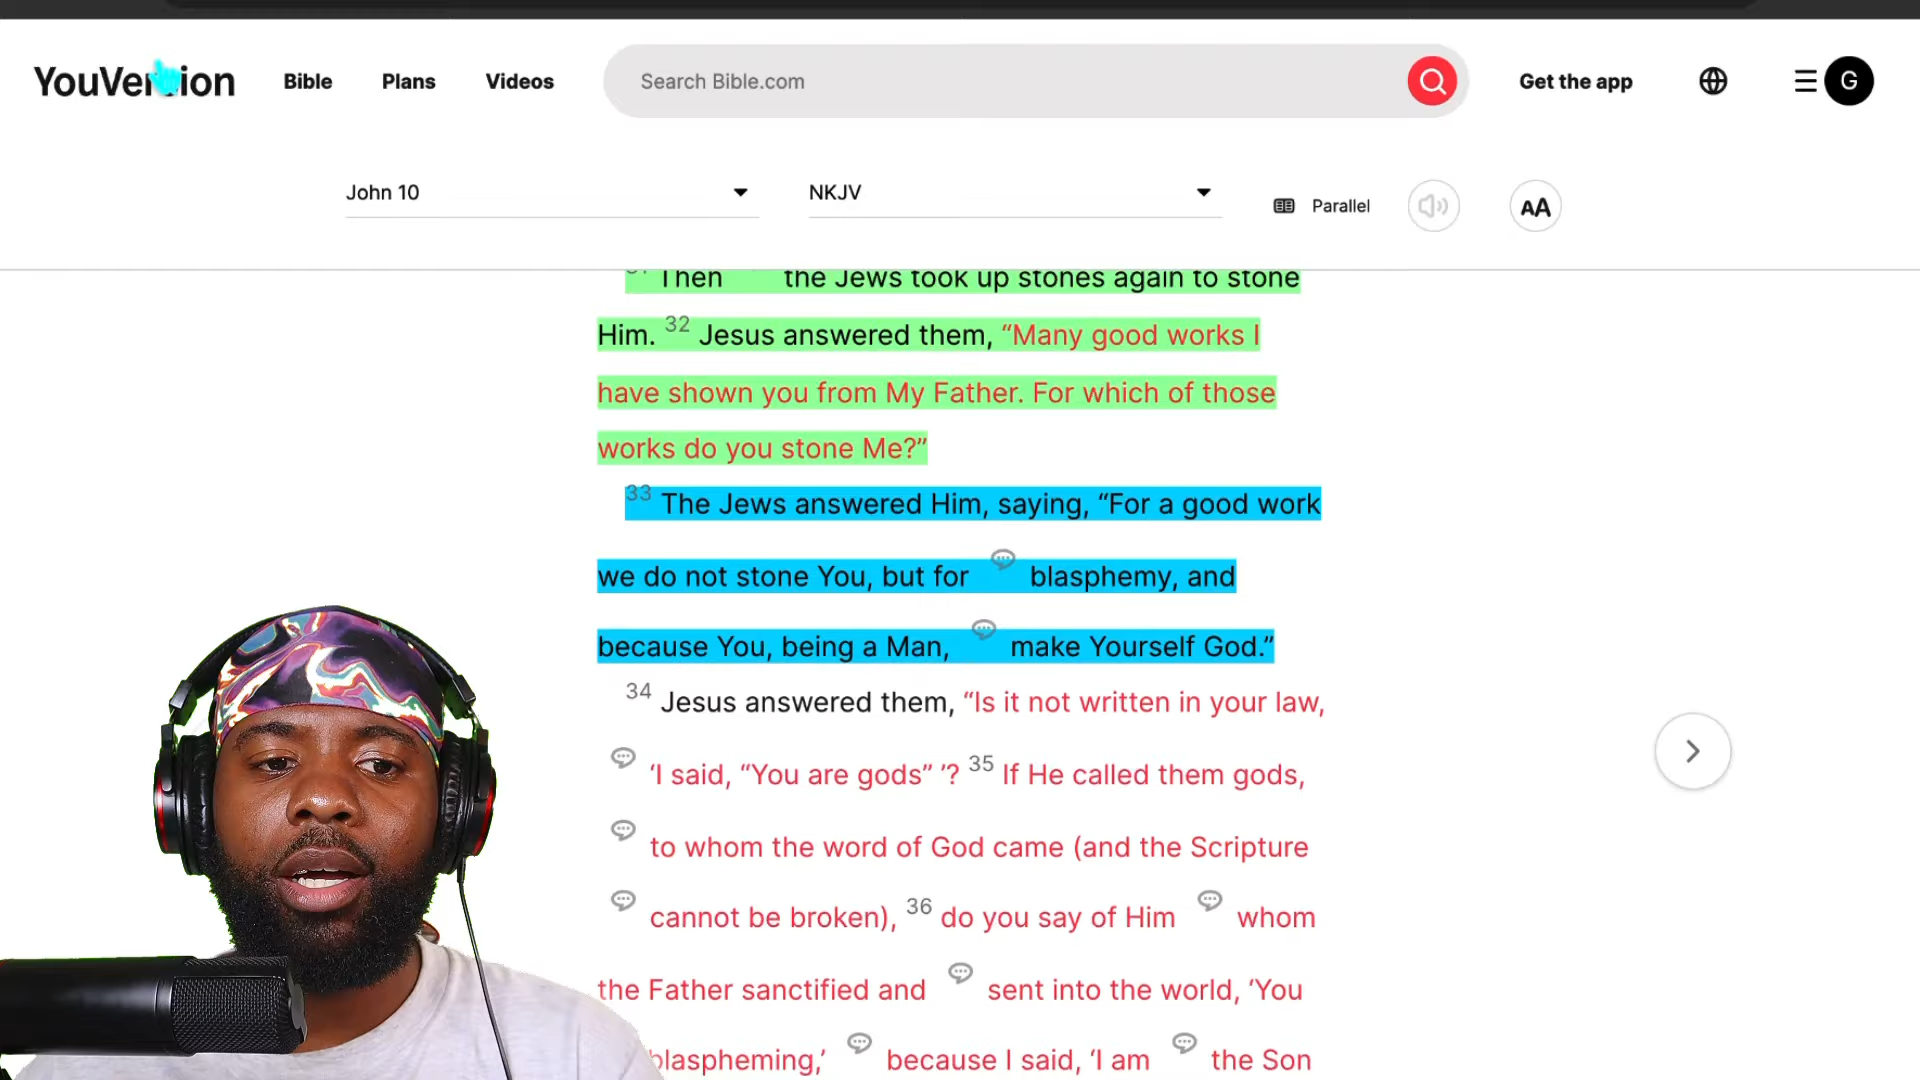 YouVersion
Bible
Plans
Videos
Search Bible.com
Get the app
G
John 10
NKJV
Parallel
AA
Then the Jews took up stones again to stone
Him. 32 Jesus answered them, “Many good works I
have shown you from My Father. For which of those
works do you stone Me?”
33 The Jews answered Him, saying, “For a good work
we do not stone You, but for blasphemy, and
because You, being a Man, make Yourself God.”
34 Jesus answered them, “Is it not written in your law,
‘I said, “You are gods” ’? 35 If He called them gods,
to whom the word of God came (and the Scripture
cannot be broken), 36 do you say of Him whom
the Father sanctified and sent into the world, ‘You
blaspheming,’ because I said, ‘I am the Son